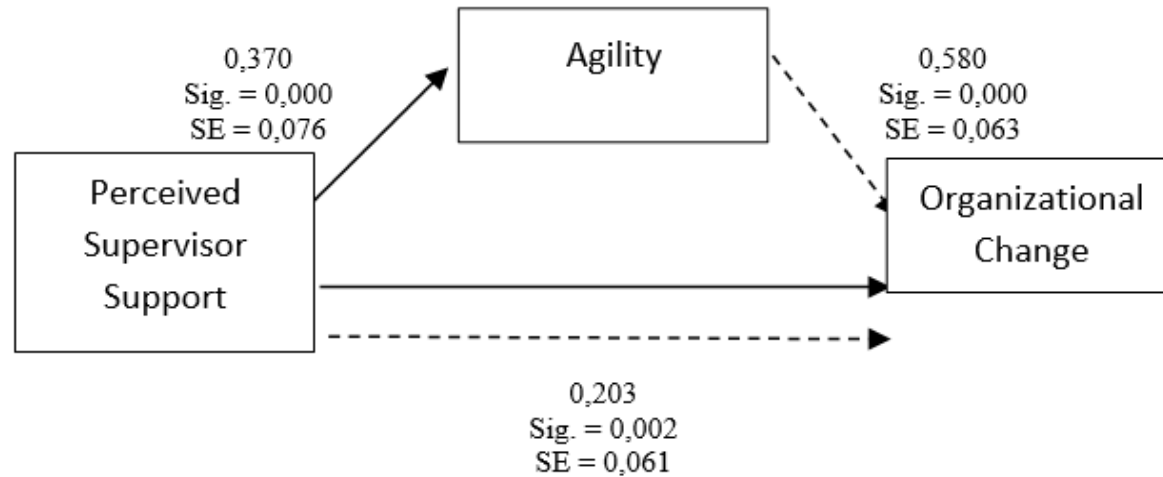 0,370
Sig. = 0,000
SE = 0,076
Agility
0,580
Sig. = 0,000
SE = 0,063
Perceived
Supervisor
Support
Organizational
Change
0,203
Sig. = 0,002
SE = 0,061